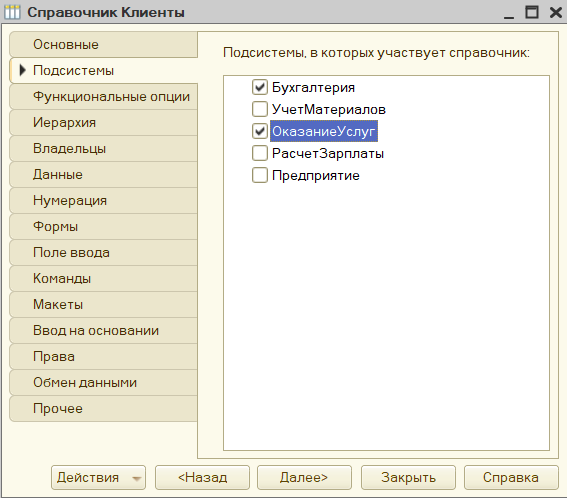 Справочник Клиенты
Основные
Подсистемы
Функциональные опции
Иерархия
Владельцы
Данные
Нумерация
Формы
Поле ввода
Команды
Макеты
Ввод на основании
Права
Обмен данными
Прочее
Подсистемы, в которых участвует справочник:
Бухгалтерия
УчетМатериалов
ОказаниеУслуг
РасчетЗарплаты
Предприятие
Действия
<Назад
Далее>
Закрыть
Справка